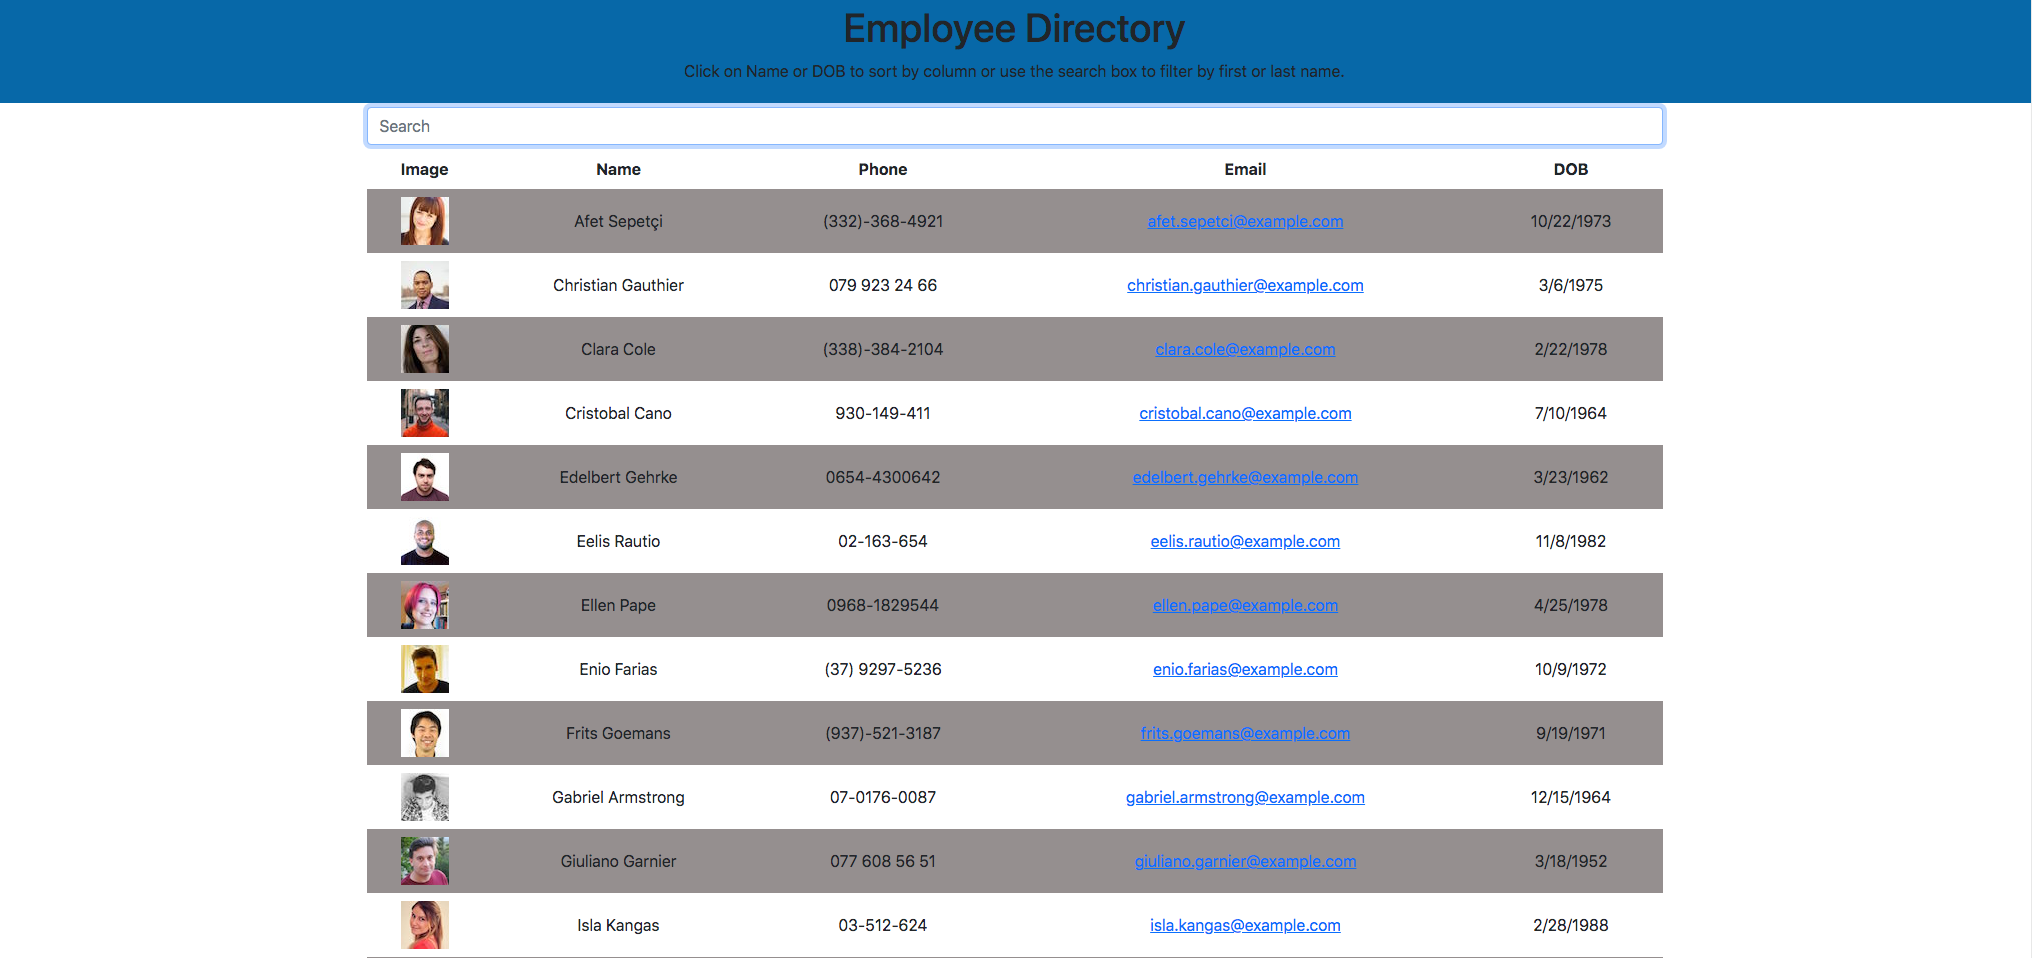 Employee Directory
Click on Name or DOB to sort by column or use the search box to filter by first or last name.
Search
Image Name Phone Email DOB
Afet Sepetçi (332)-368-4921 afet.sepetci@example.com 10/22/1973
Christian Gauthier 079 923 24 66 christian.gauthier@example.com 3/6/1975
Clara Cole (338)-384-2104 clara.cole@example.com 2/22/1978
Cristobal Cano 930-149-411 cristobal.cano@example.com 7/10/1964
Edelbert Gehrke 0654-4300642 edelbert.gehrke@example.com 3/23/1962
Eelis Rautio 02-163-654 eelis.rautio@example.com 11/8/1982
Ellen Pape 0968-1829544 ellen.pape@example.com 4/25/1978
Enio Farias (37) 9297-5236 enio.farias@example.com 10/9/1972
Frits Goemans (937)-521-3187 frits.goemans@example.com 9/19/1971
Gabriel Armstrong 07-0176-0087 gabriel.armstrong@example.com 12/15/1964
Giuliano Garnier 077 608 56 51 giuliano.garnier@example.com 3/18/1952
Isla Kangas 03-512-624 isla.kangas@example.com 2/28/1988